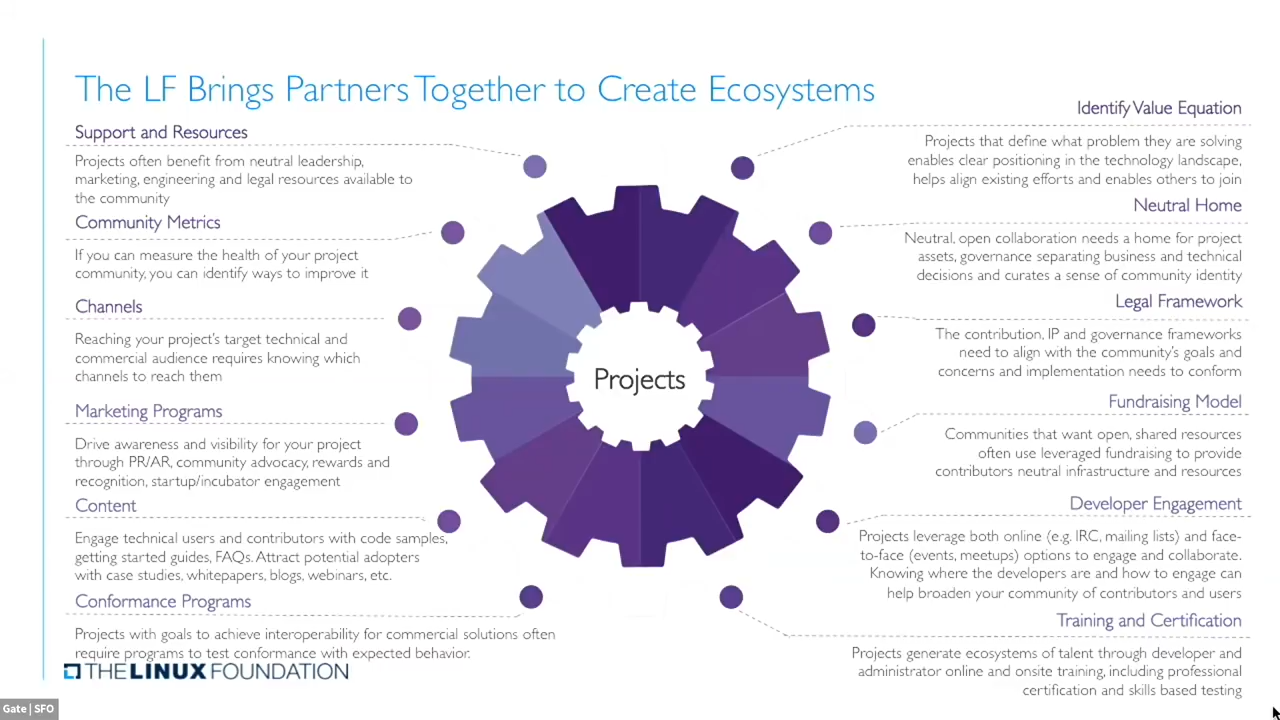 The LF Brings Partners Together to Create Ecosystems
Support and Resources
Projects often benefit from neutral leadership,
marketing, engineering and legal resources available to
the community
Community Metrics
If you can measure the health of your project
community, you can identify ways to improve it
Channels
Reaching your project's target technical and
commercial audience requires knowing which
channels to reach them
Marketing Programs
Drive awareness and visibility for your project
through PR/AR, community advocacy, rewards and
recognition, startup/incubator engagement
Content
Engage technical users and contributors with code samples,
getting started guides, FAQs. Attract potential adopters
with case studies, whitepapers, blogs, webinars, etc.
Conformance Programs
Projects with goals to achieve interoperability for commercial solutions often
require programs to test conformance with expected behavior.
Projects
Identify Value Equation
Projects that define what problem they are solving
enables clear positioning in the technology landscape,
helps align existing efforts and enables others to join
Neutral Home
Neutral, open collaboration needs a home for project
assets, governance separating business and technical
decisions and curates a sense of community identity
Legal Framework
The contribution, IP and governance frameworks
need to align with the community's goals and
concerns and implementation needs to conform
Fundraising Model
Communities that want open, shared resources
often use leveraged fundraising to provide
contributors neutral infrastructure and resources
Developer Engagement
Projects leverage both online (e.g. IRC, mailing lists) and face-
to-face (events, meetups) options to engage and collaborate.
Knowing where the developers are and how to engage can
help broaden your community of contributors and users
Training and Certification
Projects generate ecosystems of talent through developer and
administrator online and onsite training, including professional
certification and skills based testing
THE LINUX FOUNDATION
Gate | SFO